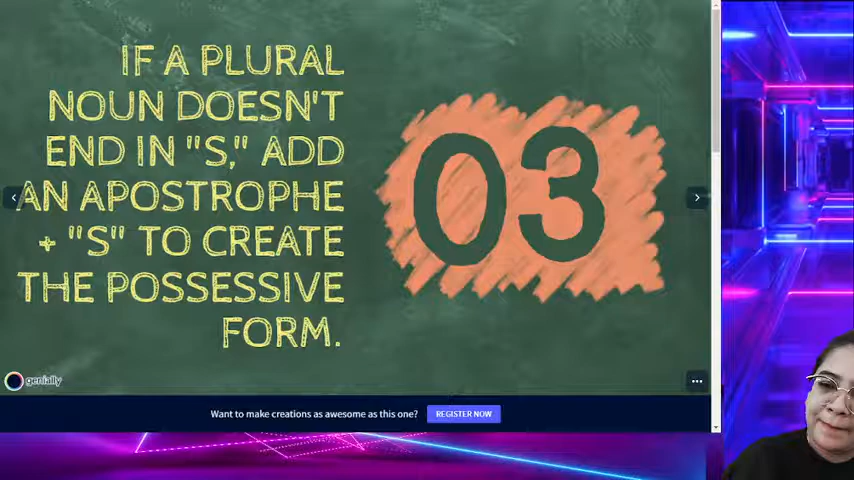 IF A PLURAL
NOUN DOESN'T
END IN "S," ADD
AN APOSTROPHE
+ "S" TO CREATE
THE POSSESSIVE
FORM.
03
genially
Want to make creations as awesome as this one?
REGISTER NOW